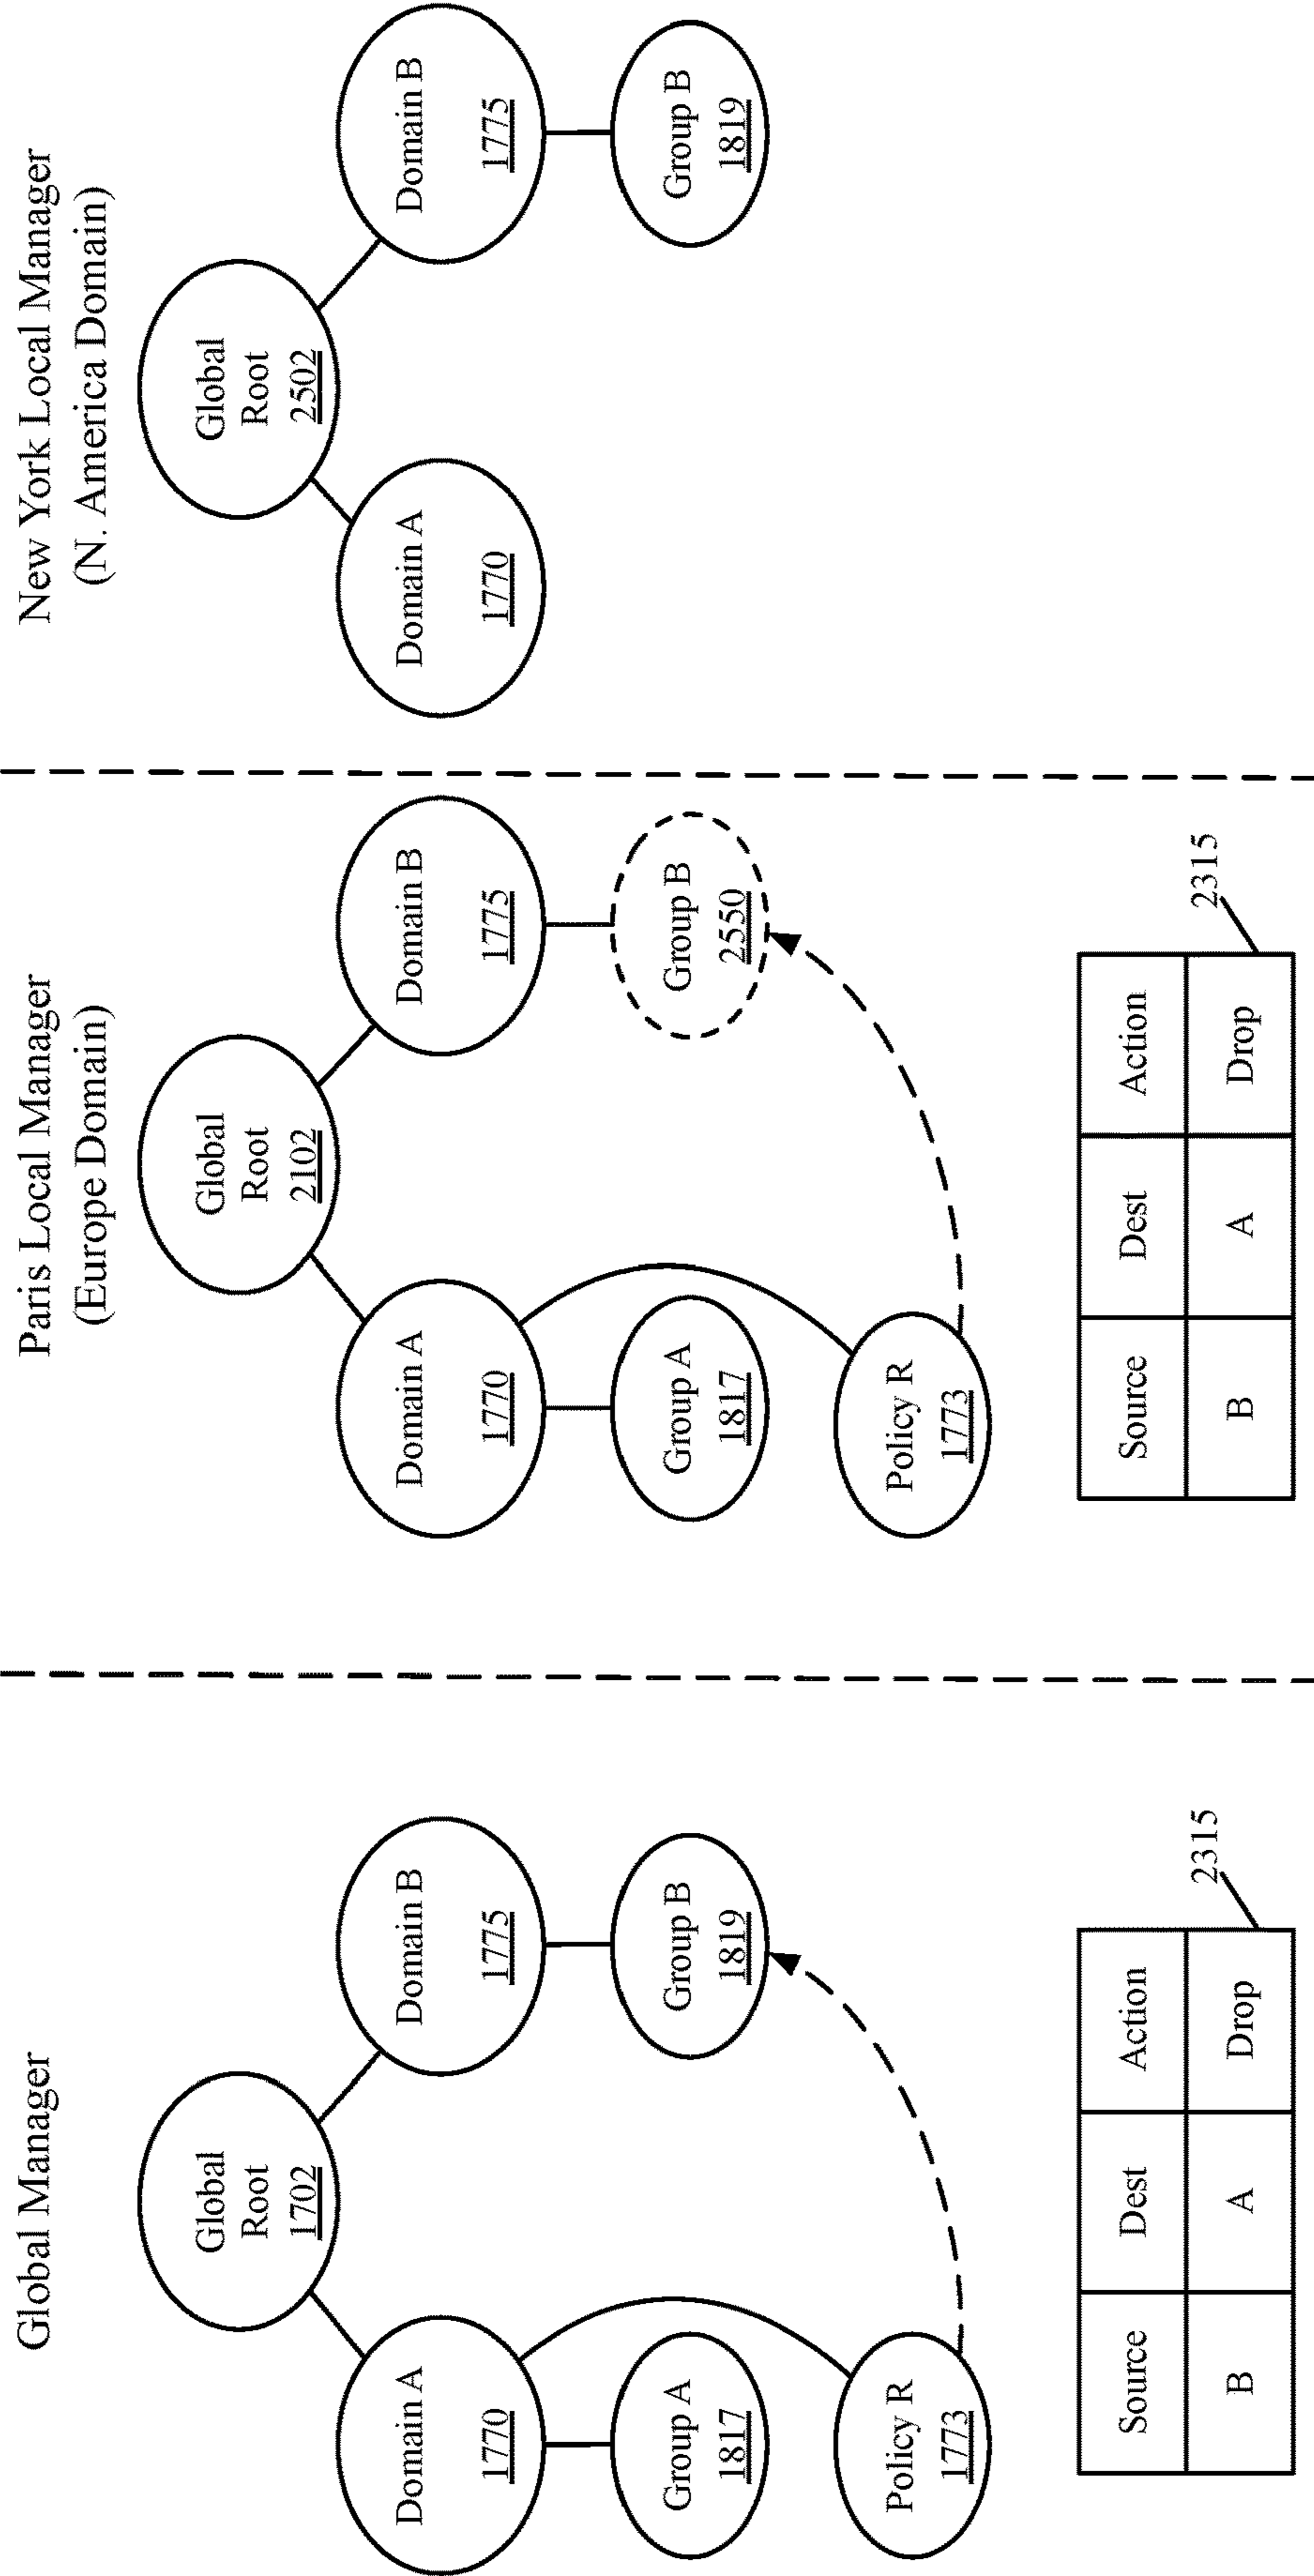 Global Manager
Global
Root
1702
Domain A
1770
Domain B
1775
Group A
1817
Group B
1819
Policy R
1773
2315
Source Dest Action
B A Drop
Paris Local Manager
(Europe Domain)
Global
Root
2102
Domain A
1770
Domain B
1775
Group A
1817
Group B
2550
Policy R
1773
2315
Source Dest Action
B A Drop
New York Local Manager
(N. America Domain)
Global
Root
2502
Domain A
1770
Domain B
1775
Group B
1819